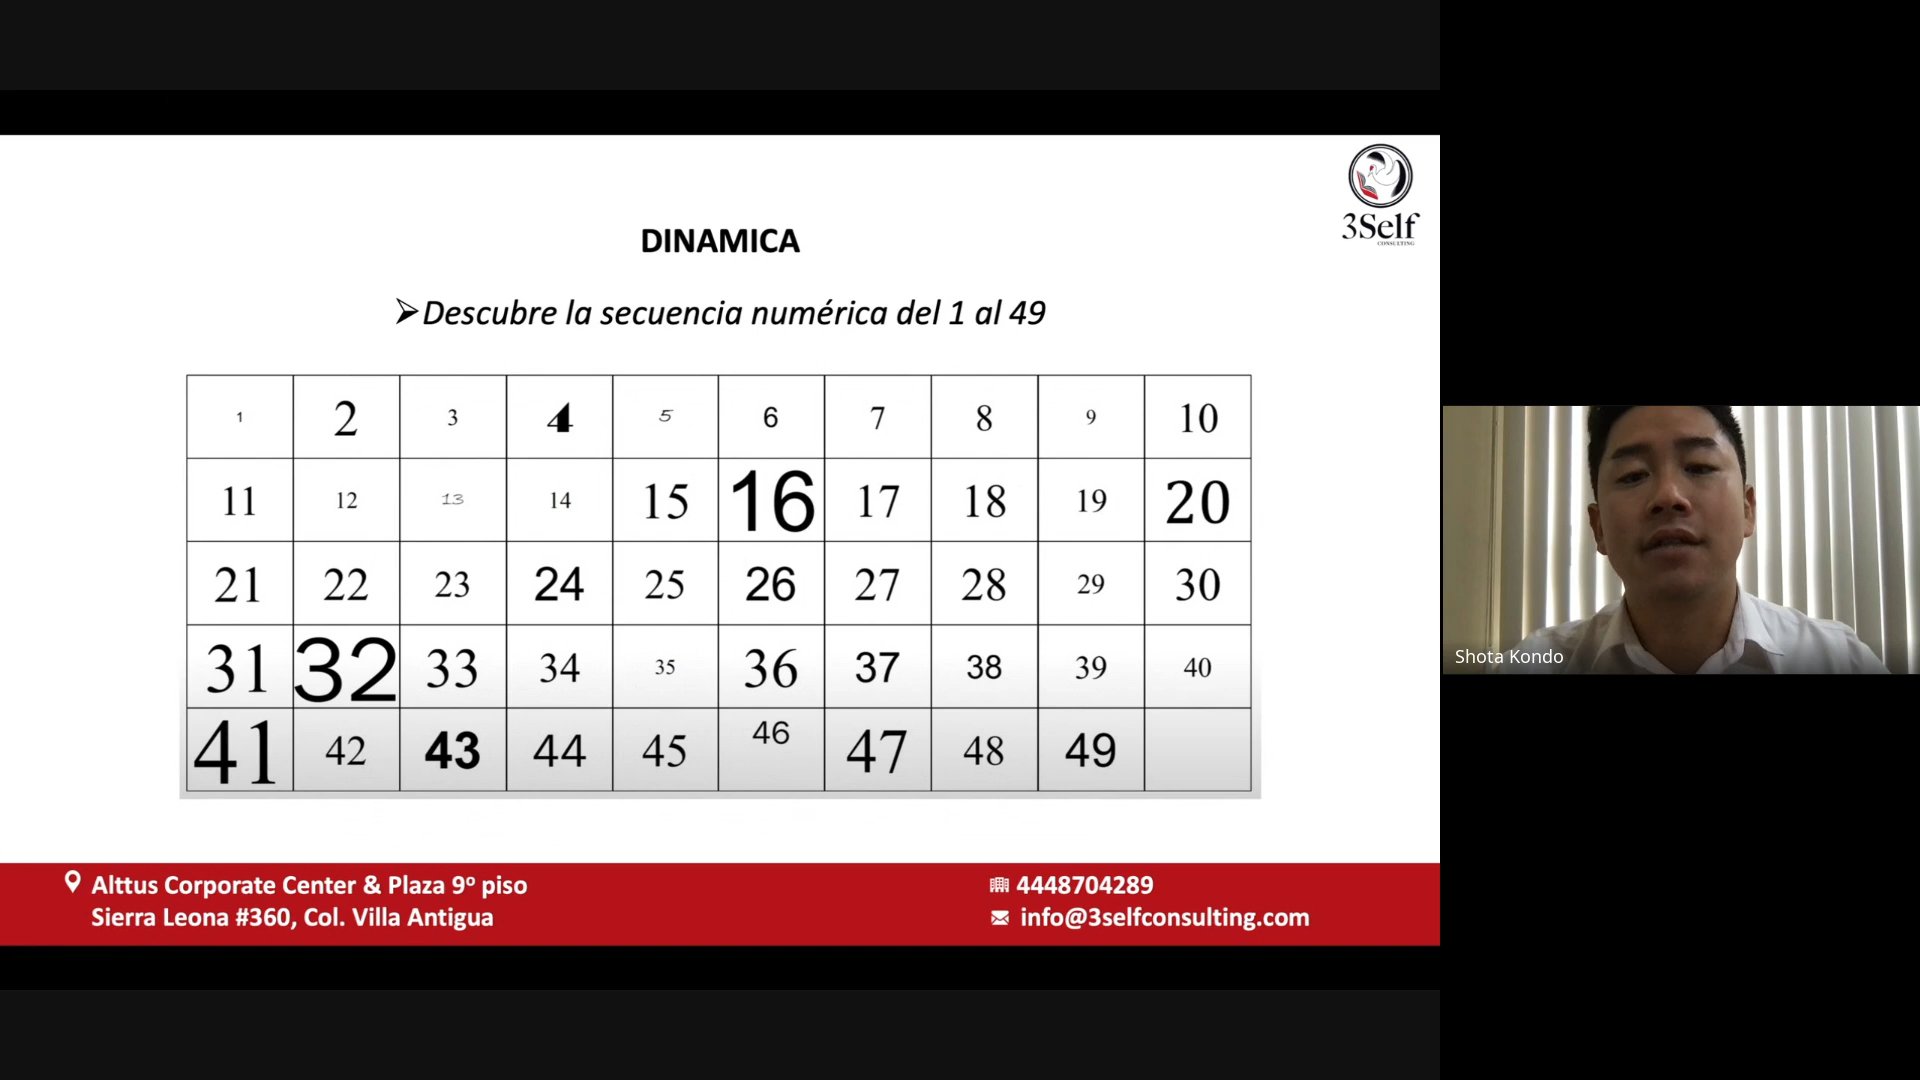 3Self
CONSULTING
DINAMICA
Descubre la secuencia numérica del 1 al 49
1 2 3 4 5 6 7 8 9 10
11 12 13 14 15 16 17 18 19 20
21 22 23 24 25 26 27 28 29 30
31 32 33 34 35 36 37 38 39 40
41 42 43 44 45 46 47 48 49
Shota Kondo
Alttus Corporate Center & Plaza 9º piso
Sierra Leona #360, Col. Villa Antigua
4448704289
info@3selfconsulting.com